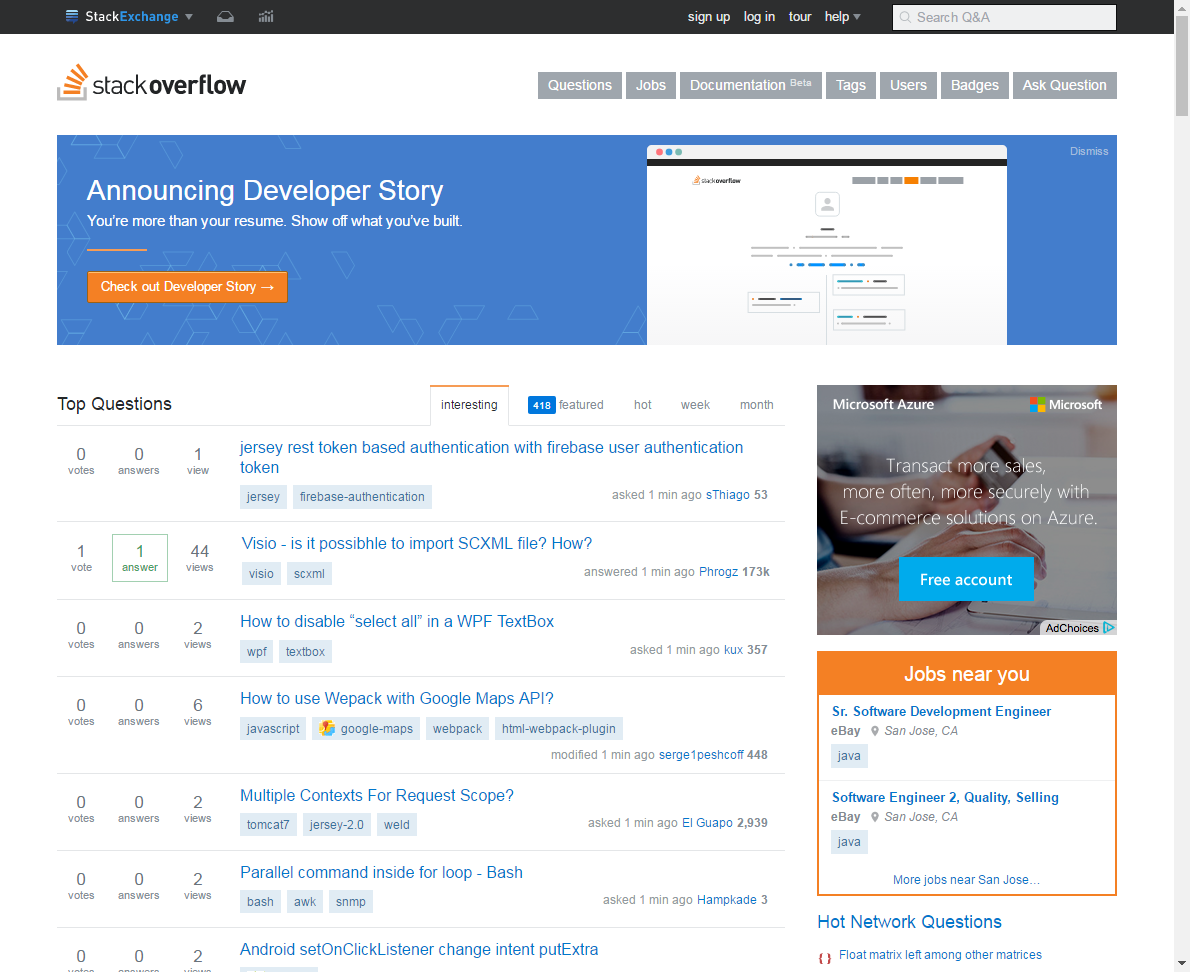 StackExchange
sign up log in tour help
Search Q&A
stackoverflow
Questions Jobs Documentation Beta Tags Users Badges Ask Question
Dismiss
Announcing Developer Story
You're more than your resume. Show off what you've built.
Check out Developer Story →
stackoverflow
Top Questions
interesting 418 featured hot week month
0 votes 0 answers 1 view
jersey rest token based authentication with firebase user authentication
token
jersey firebase-authentication
asked 1 min ago sThiago 53
1 vote 1 answer 44 views
Visio - is it possibhle to import SCXML file? How?
visio scxml
answered 1 min ago Phrogz 173k
0 votes 0 answers 2 views
How to disable “select all” in a WPF TextBox
wpf textbox
asked 1 min ago kux 357
0 votes 0 answers 6 views
How to use Wepack with Google Maps API?
javascript google-maps webpack html-webpack-plugin
modified 1 min ago serge1peshcoff 448
0 votes 0 answers 2 views
Multiple Contexts For Request Scope?
tomcat7 jersey-2.0 weld
asked 1 min ago El Guapo 2,939
0 votes 0 answers 2 views
Parallel command inside for loop - Bash
bash awk snmp
asked 1 min ago Hampkade 3
0 votes 0 answers 2 views
Android setOnClickListener change intent putExtra
Microsoft Azure Microsoft
Transact more sales,
more often, more securely with
E-commerce solutions on Azure.
Free account
AdChoices
Jobs near you
Sr. Software Development Engineer
eBay San Jose, CA
java
Software Engineer 2, Quality, Selling
eBay San Jose, CA
java
More jobs near San Jose…
Hot Network Questions
Float matrix left among other matrices